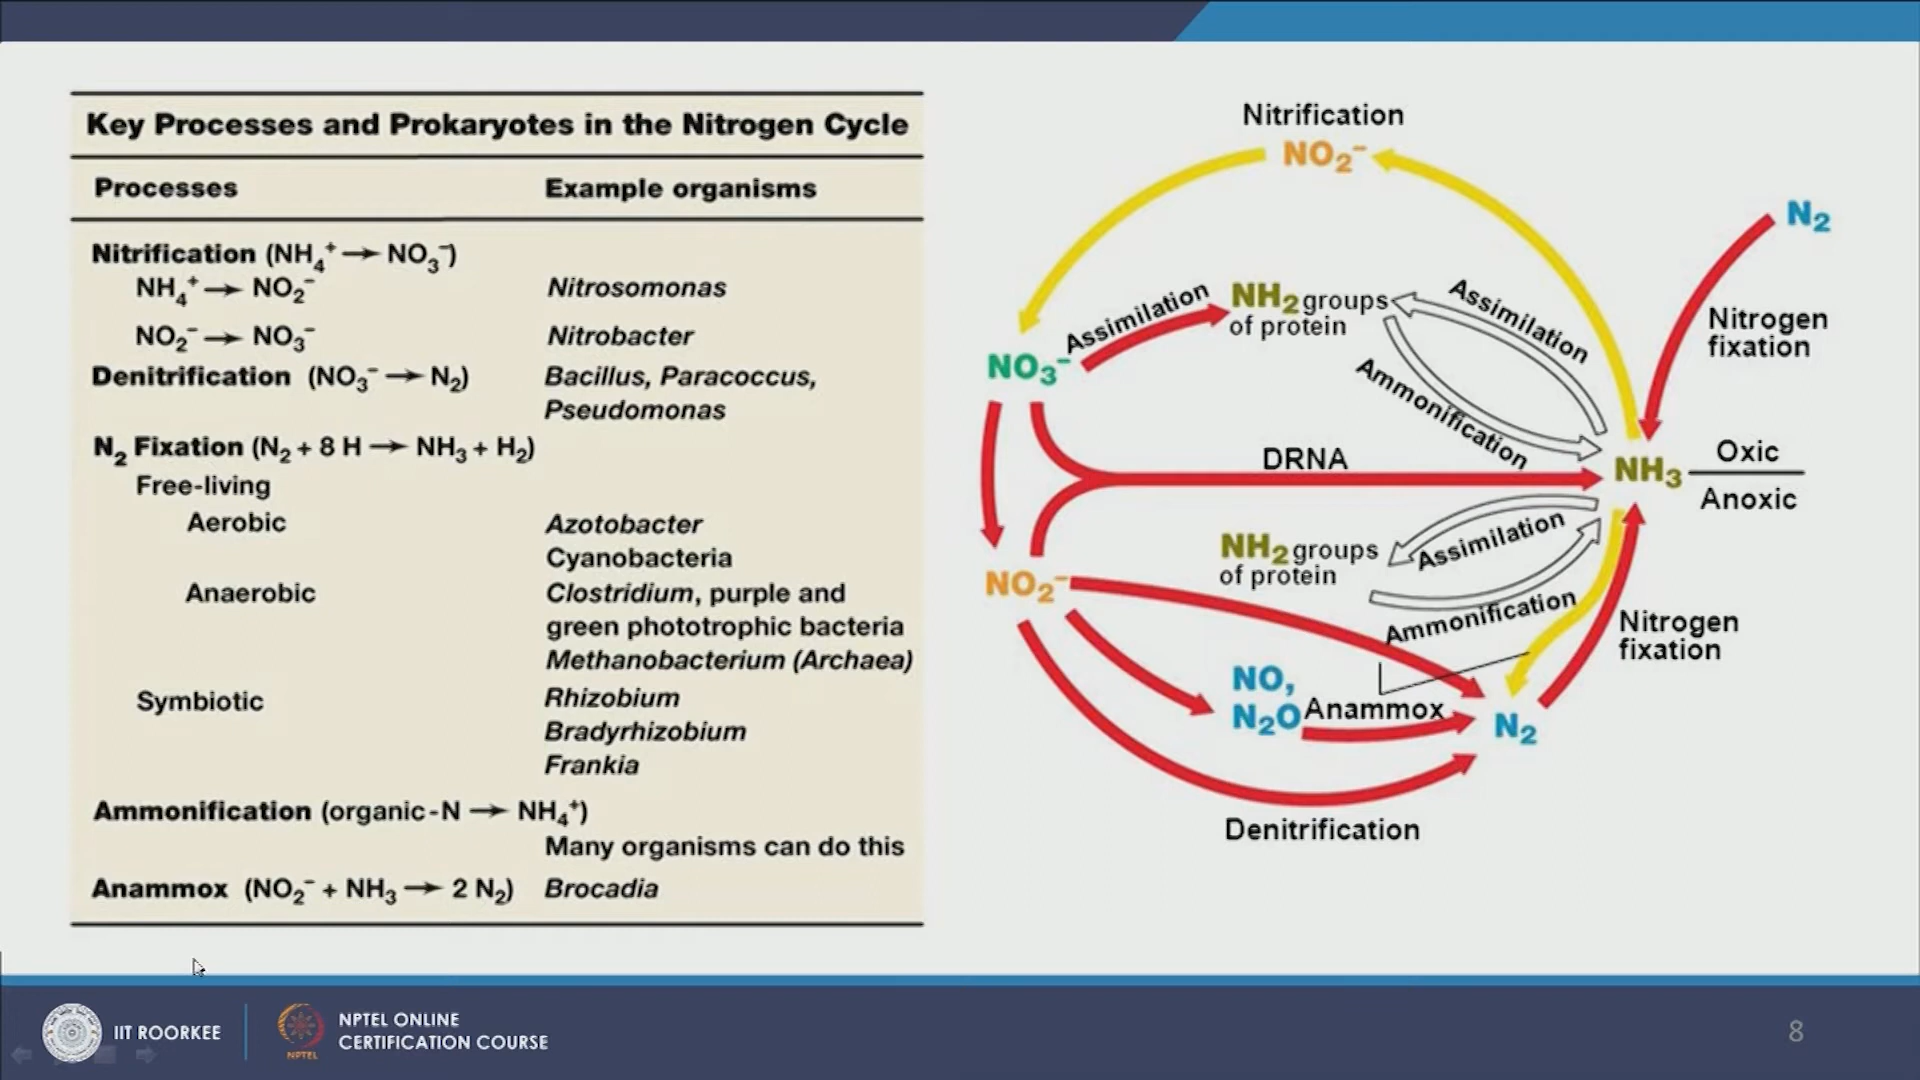 Key Processes and Prokaryotes in the Nitrogen Cycle
Processes Example organisms
Nitrification (NH₄⁺ → NO₃⁻)
NH₄⁺ → NO₂⁻ Nitrosomonas
NO₂⁻ → NO₃⁻ Nitrobacter
Denitrification (NO₃⁻ → N₂) Bacillus, Paracoccus,
Pseudomonas
N₂ Fixation (N₂ + 8 H → NH₃ + H₂)
Free-living
Aerobic Azotobacter
Cyanobacteria
Anaerobic Clostridium, purple and
green phototrophic bacteria
Methanobacterium (Archaea)
Symbiotic Rhizobium
Bradyrhizobium
Frankia
Ammonification (organic-N → NH₄⁺)
Many organisms can do this
Anammox (NO₂⁻ + NH₃ → 2 N₂) Brocadia
Nitrification
NO₂⁻
N₂
Assimilation
NH₂ groups
of protein
Assimilation
Nitrogen
fixation
NO₃⁻
Ammonification
DRNA
NH₃
Oxic
Anoxic
NH₂ groups
of protein
Assimilation
NO₂⁻
Ammonification
Nitrogen
fixation
NO,
N₂O
Anammox
N₂
Denitrification
IIT ROORKEE
NPTEL
NPTEL ONLINE
CERTIFICATION COURSE
8